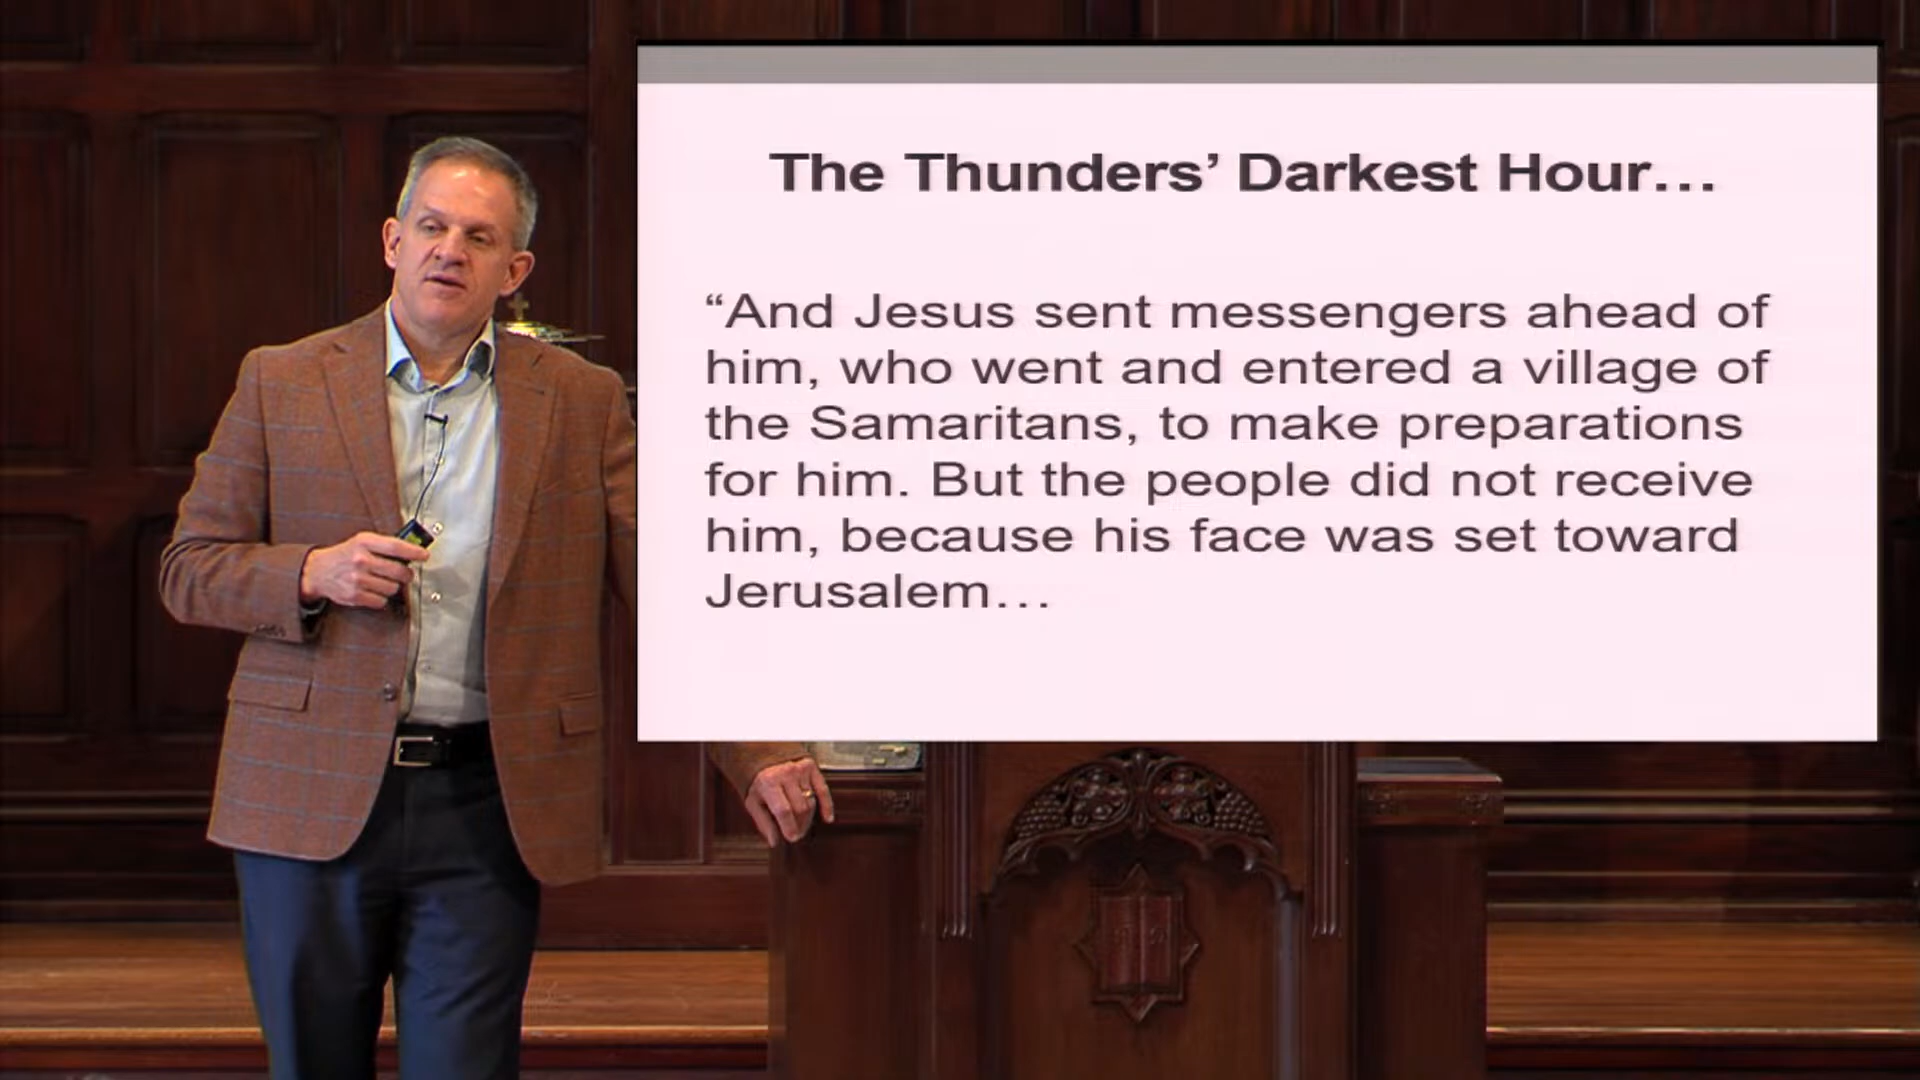 The Thunders’ Darkest Hour…
“And Jesus sent messengers ahead of
him, who went and entered a village of
the Samaritans, to make preparations
for him. But the people did not receive
him, because his face was set toward
Jerusalem…